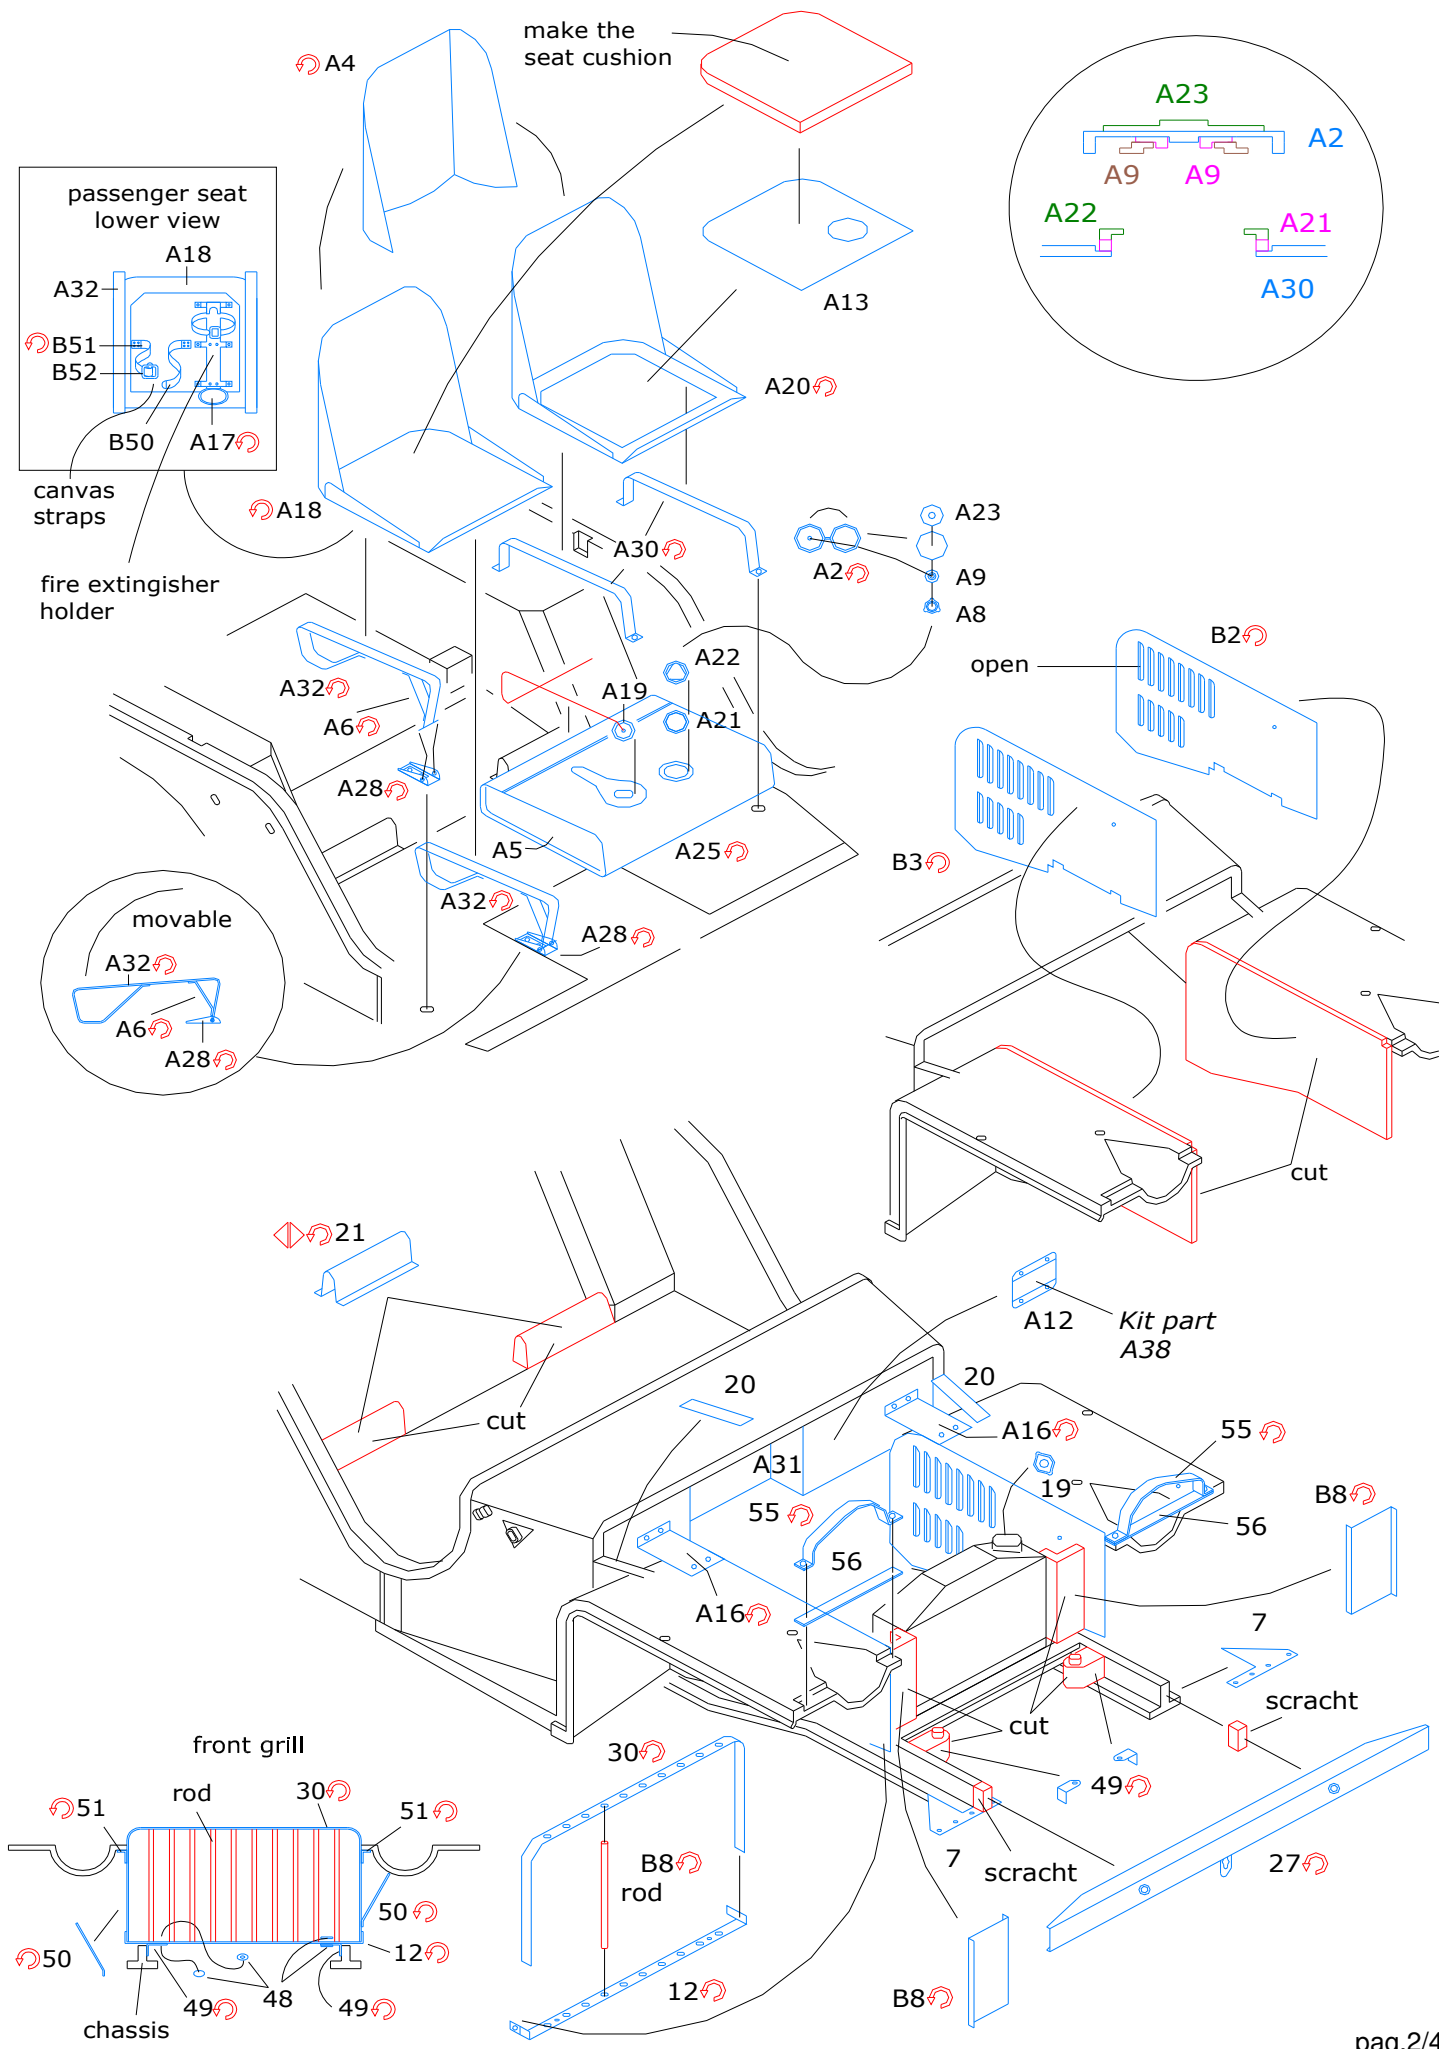 make the
seat cushion
A4
A23
A2
A9
A9
A22
A21
A30
passenger seat
lower view
A18
A32
B51
B52
B50
A17
canvas
straps
fire extingisher
holder
A13
A20
A18
A30
A2
A23
A9
A8
A22
A19
A21
A32
A6
A28
A5
A25
A32
A28
B2
open
B3
movable
A32
A6
A28
cut
21
A12
Kit part
A38
cut
20
20
A16
A31
55
19
B8
55
56
56
A16
7
cut
scracht
49
7
scracht
27
front grill
rod
30
51
51
30
B8
rod
50
50
12
12
49
48
49
chassis
B8
pag.2/4